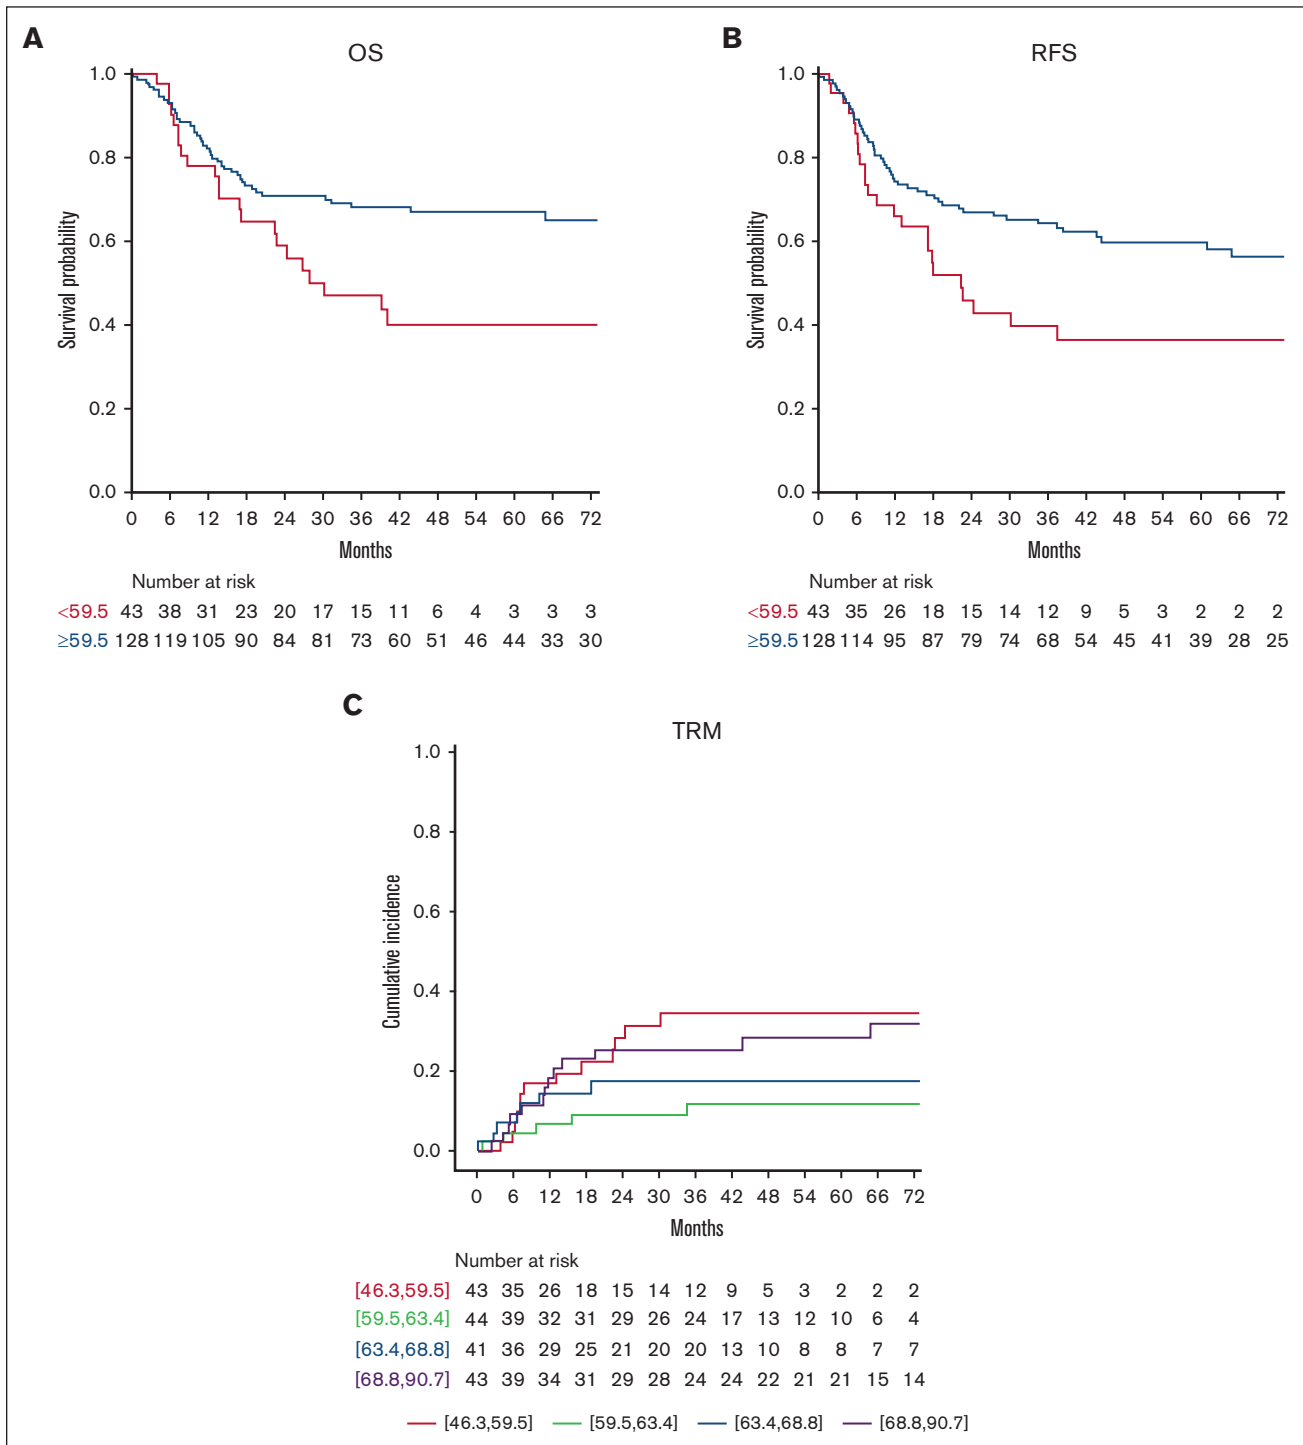 A
OS
1.0
0.8
0.6
0.4
0.2
0.0
Survival probability
0 6 12 18 24 30 36 42 48 54 60 66 72
Months
Number at risk
<59.5 43 38 31 23 20 17 15 11 6 4 3 3 3
≥59.5 128 119 105 90 84 81 73 60 51 46 44 33 30
B
RFS
1.0
0.8
0.6
0.4
0.2
0.0
Survival probability
0 6 12 18 24 30 36 42 48 54 60 66 72
Months
Number at risk
<59.5 43 35 26 18 15 14 12 9 5 3 2 2 2
≥59.5 128 114 95 87 79 74 68 54 45 41 39 28 25
C
TRM
1.0
0.8
0.6
0.4
0.2
0.0
Cumulative incidence
0 6 12 18 24 30 36 42 48 54 60 66 72
Months
Number at risk
[46.3,59.5] 43 35 26 18 15 14 12 9 5 3 2 2 2
[59.5,63.4] 44 39 32 31 29 26 24 17 13 12 10 6 4
[63.4,68.8] 41 36 29 25 21 20 20 13 10 8 8 7 7
[68.8,90.7] 43 39 34 31 29 28 24 24 22 21 21 15 14
[46.3,59.5] [59.5,63.4] [63.4,68.8] [68.8,90.7]